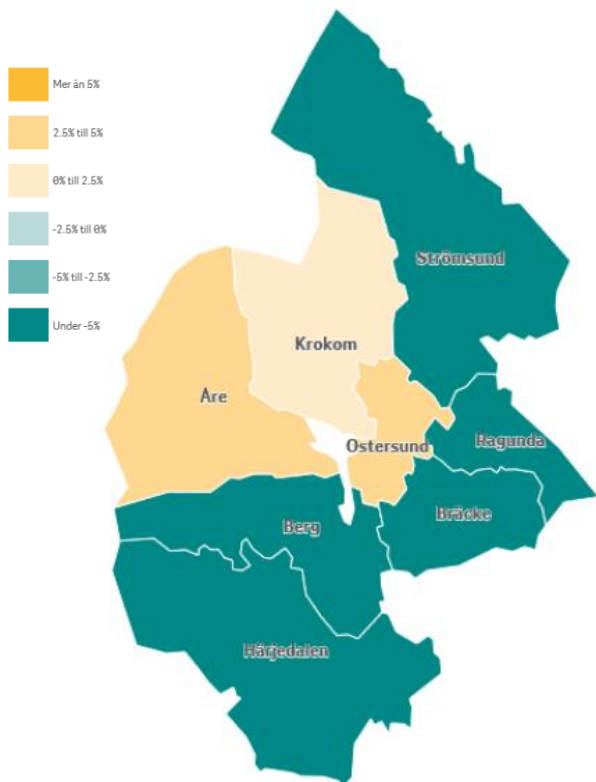 Mer än 5%
2.5% till 5%
0% till 2.5%
-2.5% till 0%
-5% till -2.5%
Under -5%
Strömsund
Krokom
Åre
Östersund
Ragunda
Bräcke
Berg
Härjedalen